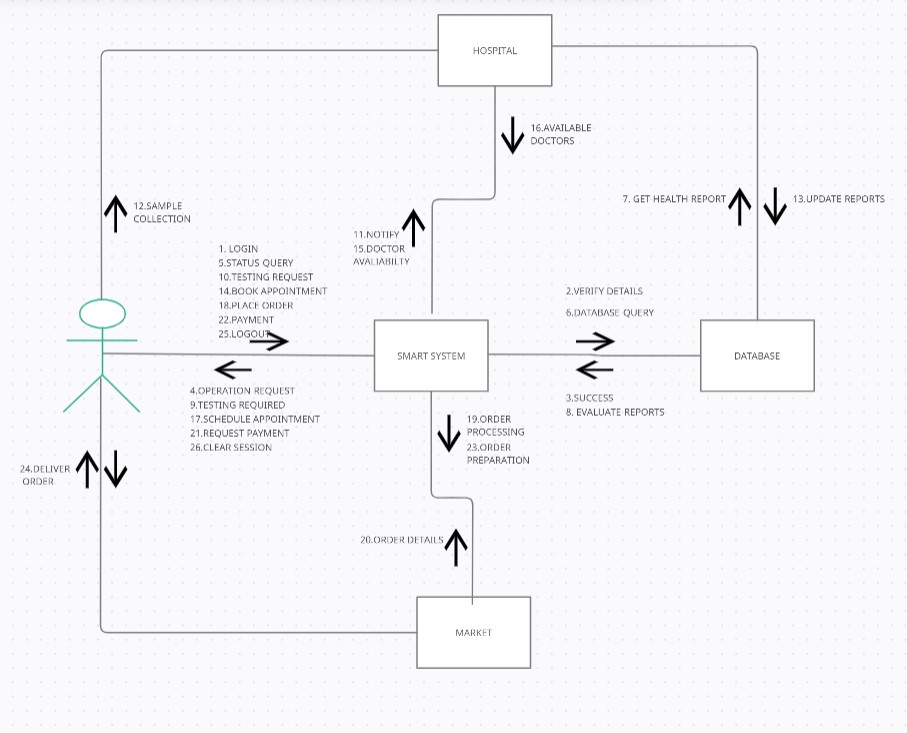 HOSPITAL
16.AVAILABLE
DOCTORS
12.SAMPLE
COLLECTION
7. GET HEALTH REPORT
13.UPDATE REPORTS
11.NOTIFY
15.DOCTOR
AVALIABILTY
1. LOGIN
5.STATUS QUERY
10.TESTING REQUEST
14.BOOK APPOINTMENT
18.PLACE ORDER
22.PAYMENT
25.LOGOUT
2.VERIFY DETAILS
6.DATABASE QUERY
SMART SYSTEM
DATABASE
4.OPERATION REQUEST
9.TESTING REQUIRED
17.SCHEDULE APPOINTMENT
21.REQUEST PAYMENT
26.CLEAR SESSION
3.SUCCESS
8. EVALUATE REPORTS
19.ORDER
PROCESSING
23.ORDER
PREPARATION
24.DELIVER
ORDER
20.ORDER DETAILS
MARKET